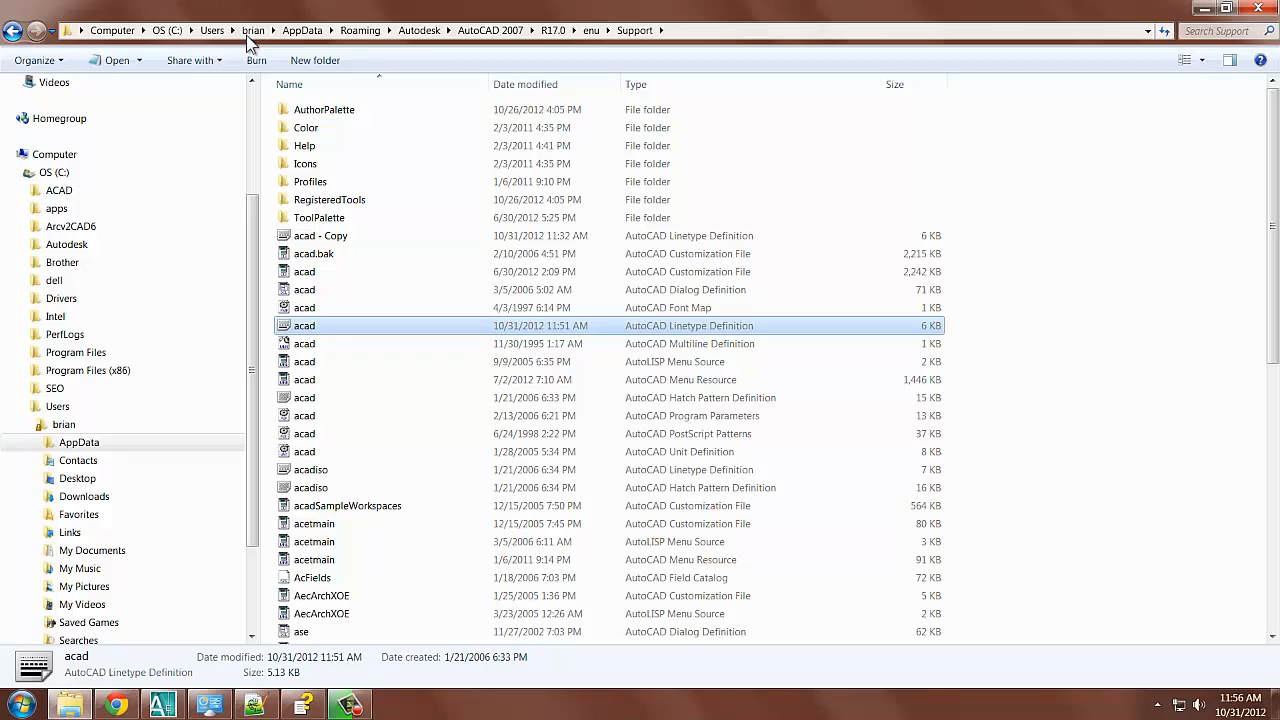 Computer OS (C:) Users brian AppData Roaming Autodesk AutoCAD 2007 R17.0 enu Support Search Support
Organize Open Share with Burn New folder
Name Date modified Type Size
Videos
Homegroup
Computer
OS (C:)
ACAD
apps
Arcv2CAD6
Autodesk
Brother
dell
Drivers
Intel
PerfLogs
Program Files
Program Files (x86)
SEO
Users
brian
AppData
Contacts
Desktop
Downloads
Favorites
Links
My Documents
My Music
My Pictures
My Videos
Saved Games
Searches
AuthorPalette 10/26/2012 4:05 PM File folder
Color 2/3/2011 4:35 PM File folder
Help 2/3/2011 4:41 PM File folder
Icons 2/3/2011 4:35 PM File folder
Profiles 1/6/2011 9:10 PM File folder
RegisteredTools 10/26/2012 4:05 PM File folder
ToolPalette 6/30/2012 5:25 PM File folder
acad - Copy 10/31/2012 11:32 AM AutoCAD Linetype Definition 6 KB
acad.bak 2/10/2006 4:51 PM AutoCAD Customization File 2,215 KB
acad 6/30/2012 2:09 PM AutoCAD Customization File 2,242 KB
acad 3/5/2006 5:02 AM AutoCAD Dialog Definition 71 KB
acad 4/3/1997 6:14 PM AutoCAD Font Map 1 KB
acad 10/31/2012 11:51 AM AutoCAD Linetype Definition 6 KB
acad 11/30/1995 1:17 AM AutoCAD Multiline Definition 1 KB
acad 9/9/2005 6:35 PM AutoLISP Menu Source 2 KB
acad 7/2/2012 7:10 AM AutoCAD Menu Resource 1,446 KB
acad 1/21/2006 6:33 PM AutoCAD Hatch Pattern Definition 15 KB
acad 2/13/2006 6:21 PM AutoCAD Program Parameters 13 KB
acad 6/24/1998 2:22 PM AutoCAD PostScript Patterns 37 KB
acad 1/28/2005 5:34 PM AutoCAD Unit Definition 8 KB
acadiso 1/21/2006 6:34 PM AutoCAD Linetype Definition 7 KB
acadiso 1/21/2006 6:34 PM AutoCAD Hatch Pattern Definition 16 KB
acadSampleWorkspaces 12/15/2005 7:50 PM AutoCAD Customization File 564 KB
acetmain 12/15/2005 7:45 PM AutoCAD Customization File 80 KB
acetmain 3/5/2006 6:11 AM AutoLISP Menu Source 3 KB
acetmain 1/6/2011 9:14 PM AutoCAD Menu Resource 91 KB
AcFields 1/18/2006 7:03 PM AutoCAD Field Catalog 72 KB
AecArchXOE 1/25/2005 1:36 PM AutoCAD Customization File 5 KB
AecArchXOE 3/23/2005 12:26 AM AutoLISP Menu Source 2 KB
ase 11/27/2002 7:03 PM AutoCAD Dialog Definition 62 KB
acad Date modified: 10/31/2012 11:51 AM Date created: 1/21/2006 6:33 PM
AutoCAD Linetype Definition Size: 5.13 KB
11:56 AM
10/31/2012